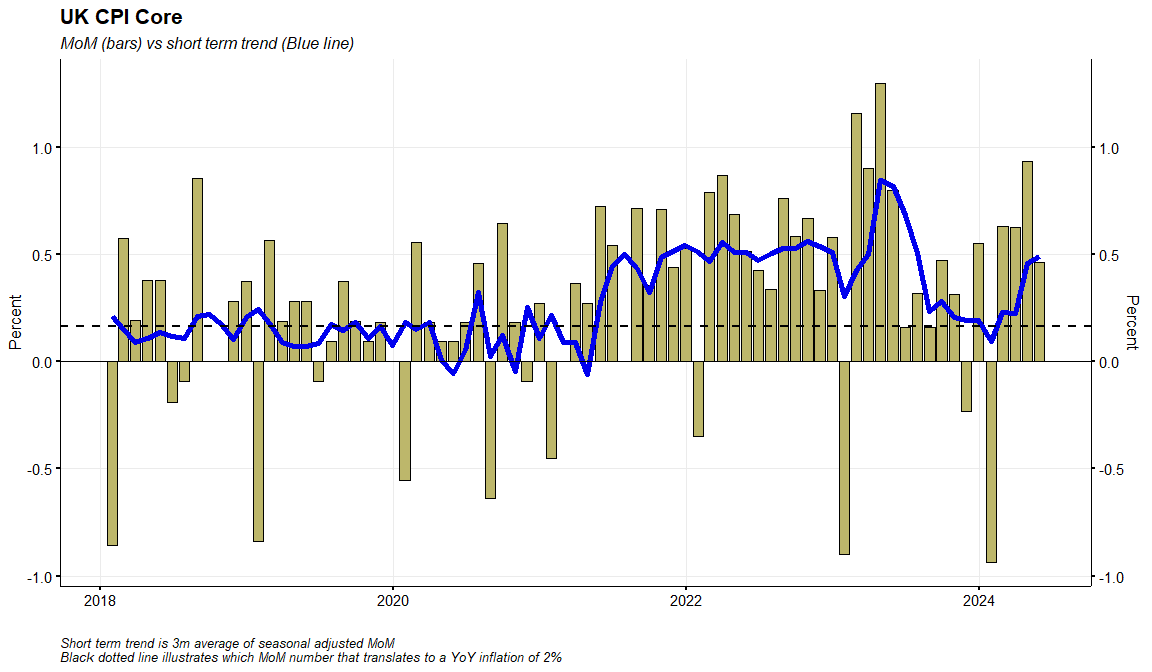 UK CPI Core
MoM (bars) vs short term trend (Blue line)
Percent
1.0
0.5
0.0
-0.5
-1.0
1.0
0.5
0.0
-0.5
-1.0
Percent
2018
2020
2022
2024
Short term trend is 3m average of seasonal adjusted MoM
Black dotted line illustrates which MoM number that translates to a YoY inflation of 2%